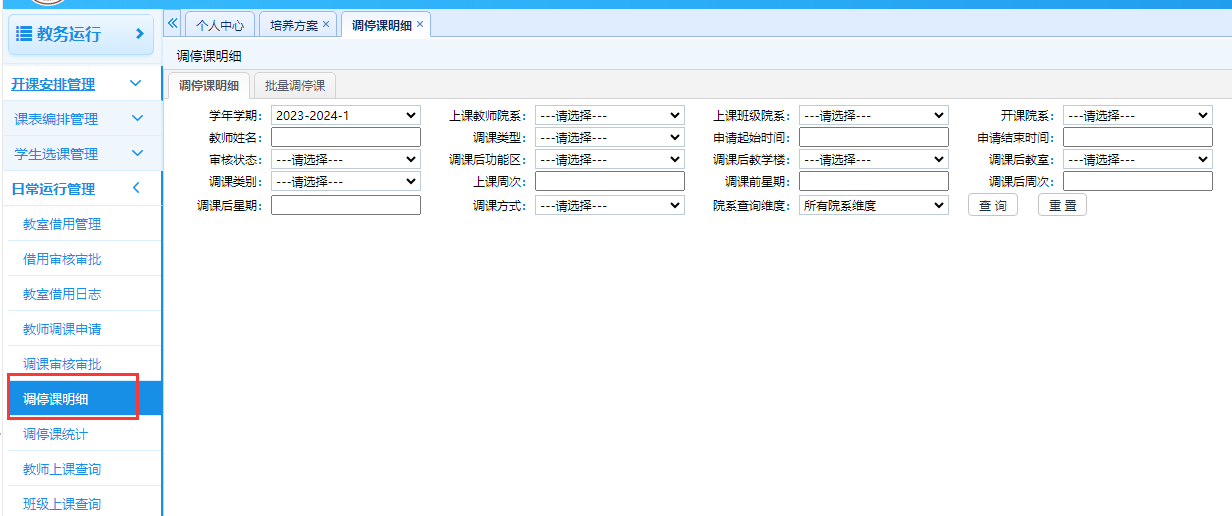 教务运行
开课安排管理
课表编排管理
学生选课管理
日常运行管理
教室借用管理
借用审核审批
教室借用日志
教师调课申请
调课审核审批
调停课明细
调停课统计
教师上课查询
班级上课查询
个人中心 培养方案 × 调停课明细 ×
调停课明细
调停课明细 批量调停课
学年学期: 2023-2024-1 上课教师院系: ---请选择--- 上课班级院系: ---请选择--- 开课院系: ---请选择---
教师姓名: 调课类型: ---请选择--- 申请起始时间: 申请结束时间:
审核状态: ---请选择--- 调课后功能区: ---请选择--- 调课后教学楼: ---请选择--- 调课后教室: ---请选择---
调课类别: ---请选择--- 上课周次: 调课前星期: 调课后周次:
调课后星期: 调课方式: ---请选择--- 院系查询维度: 所有院系维度 查 询 重 置